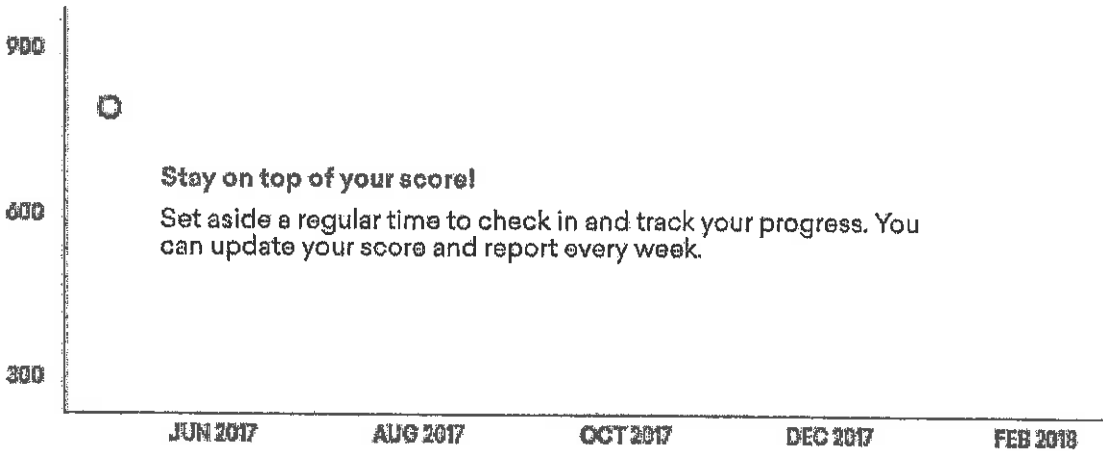 900
Stay on top of your score!
600
Set aside a regular time to check in and track your progress. You
can update your score and report every week.
300
JUN 2017 AUG 2017 OCT 2017 DEC 2017 FEB 2018